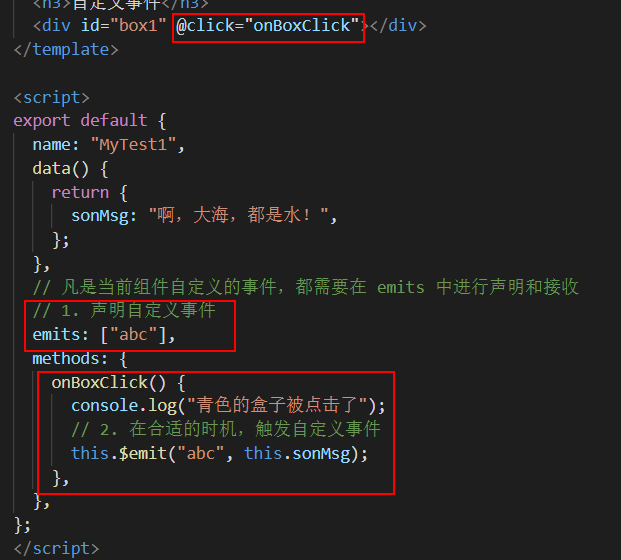 <h3>自定义事件</h3>
<div id="box1" @click="onBoxClick"></div>
</template>
<script>
export default {
name: "MyTest1",
data() {
return {
sonMsg: "啊，大海，都是水！",
};
},
// 凡是当前组件自定义的事件，都需要在 emits 中进行声明和接收
// 1. 声明自定义事件
emits: ["abc"],
methods: {
onBoxClick() {
console.log("青色的盒子被点击了");
// 2. 在合适的时机，触发自定义事件
this.$emit("abc", this.sonMsg);
},
},
};
</script>